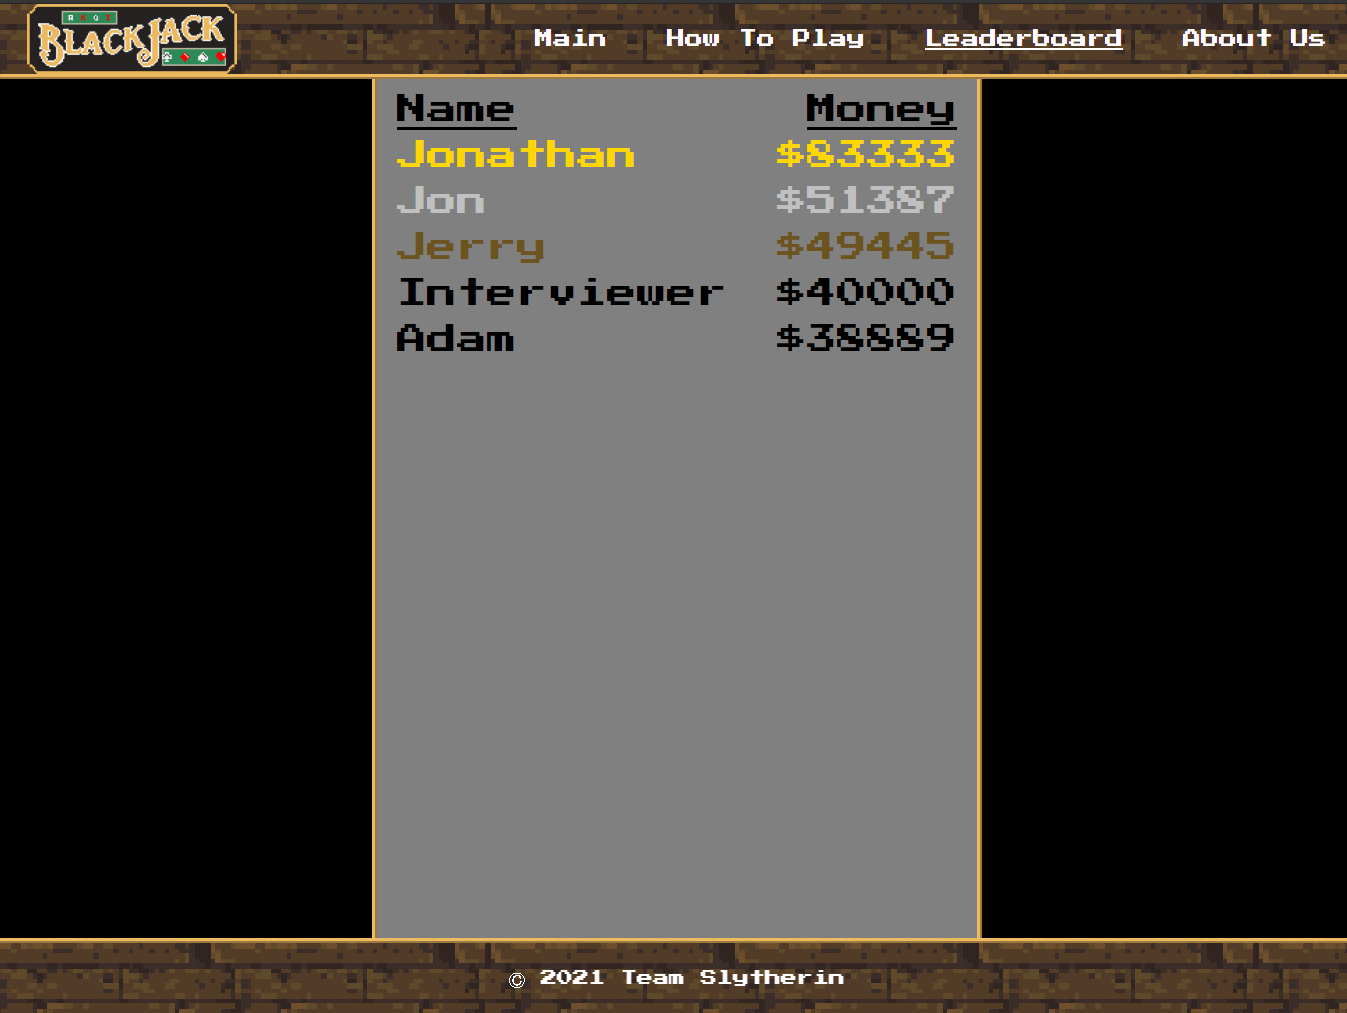 BLACKJACK
Main How To Play Leaderboard About Us
Name Money
Jonathan $83333
Jon $51387
Jerry $49445
Interviewer $40000
Adam $38889
© 2021 Team Slytherin